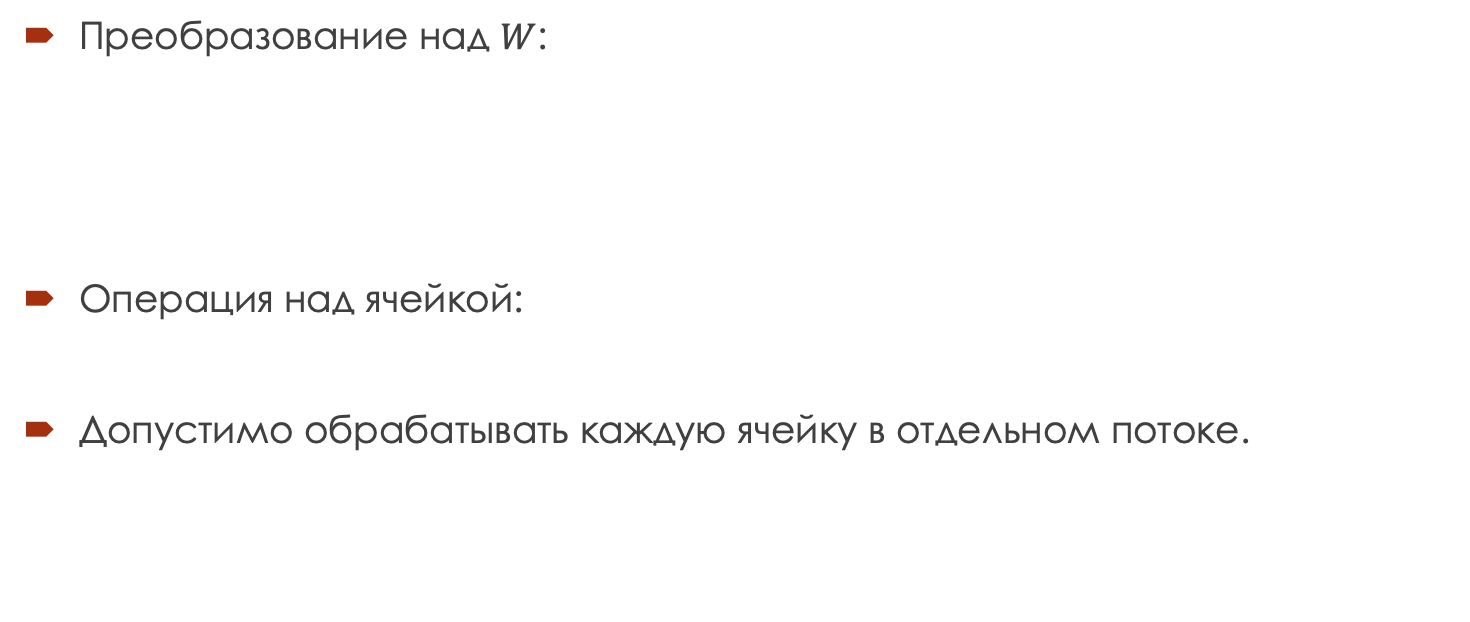 Преобразование над W:
Операция над ячейкой:
Допустимо обрабатывать каждую ячейку в отдельном потоке.